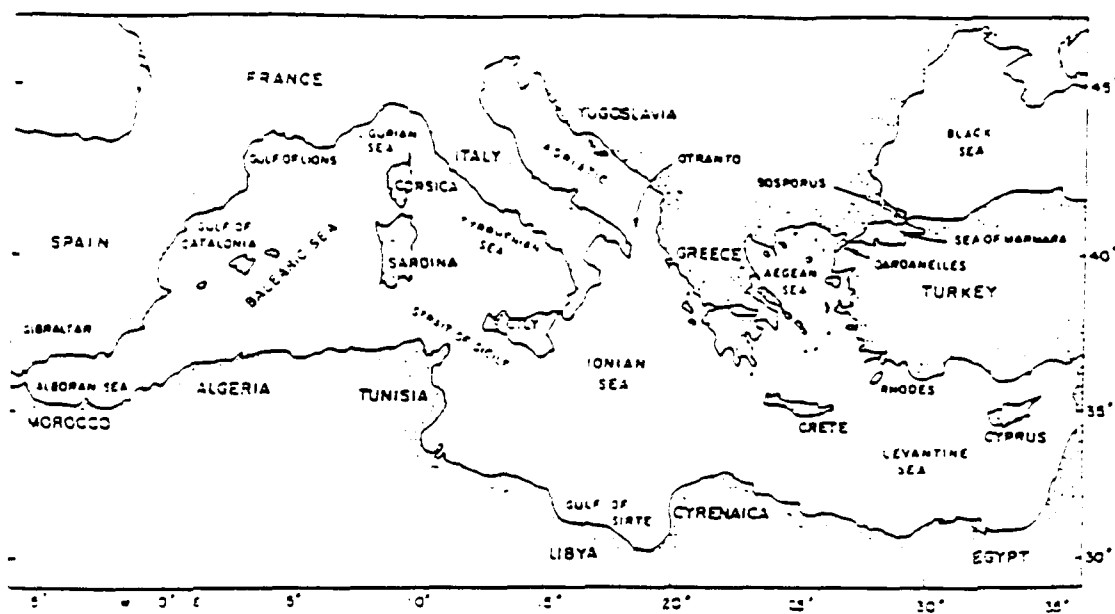 FRANCE
45°
YUGOSLAVIA
BLACK
SEA
LIGURIAN
SEA
ITALY
ADRIATIC
OTRANTO
GULF OF LIONS
CORSICA
BOSPORUS
GULF OF
CATALONIA
SPAIN
BALEARIC SEA
TYRRHENIAN
SEA
SARDINA
GREECE
AEGEAN
SEA
SEA OF MARMARA
DARDANELLES
40°
TURKEY
GIBRALTAR
STRAIT OF SICILY
SICILY
IONIAN
SEA
ALBORAN SEA
ALGERIA
TUNISIA
RHODES
MOROCCO
CRETE
CYPRUS
35°
LEVANTINE
SEA
GULF OF
SIRTE
CYRENAICA
LIBYA
EGYPT
30°
5° W 0° E 5° 10° 15° 20° 25° 30° 35°